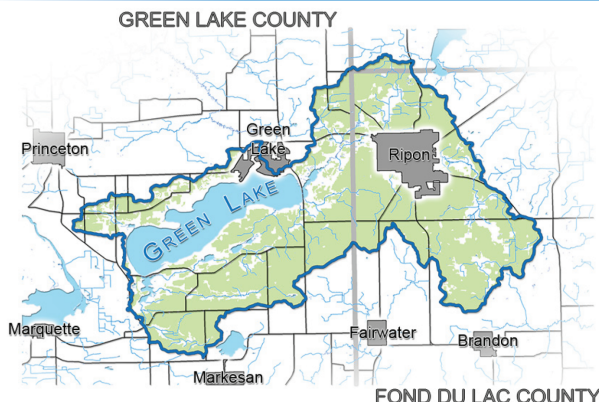 GREEN LAKE COUNTY
Green
Lake
Princeton
Ripon
GREEN LAKE
Marquette
Fairwater
Brandon
Markesan
FOND DU LAC COUNTY